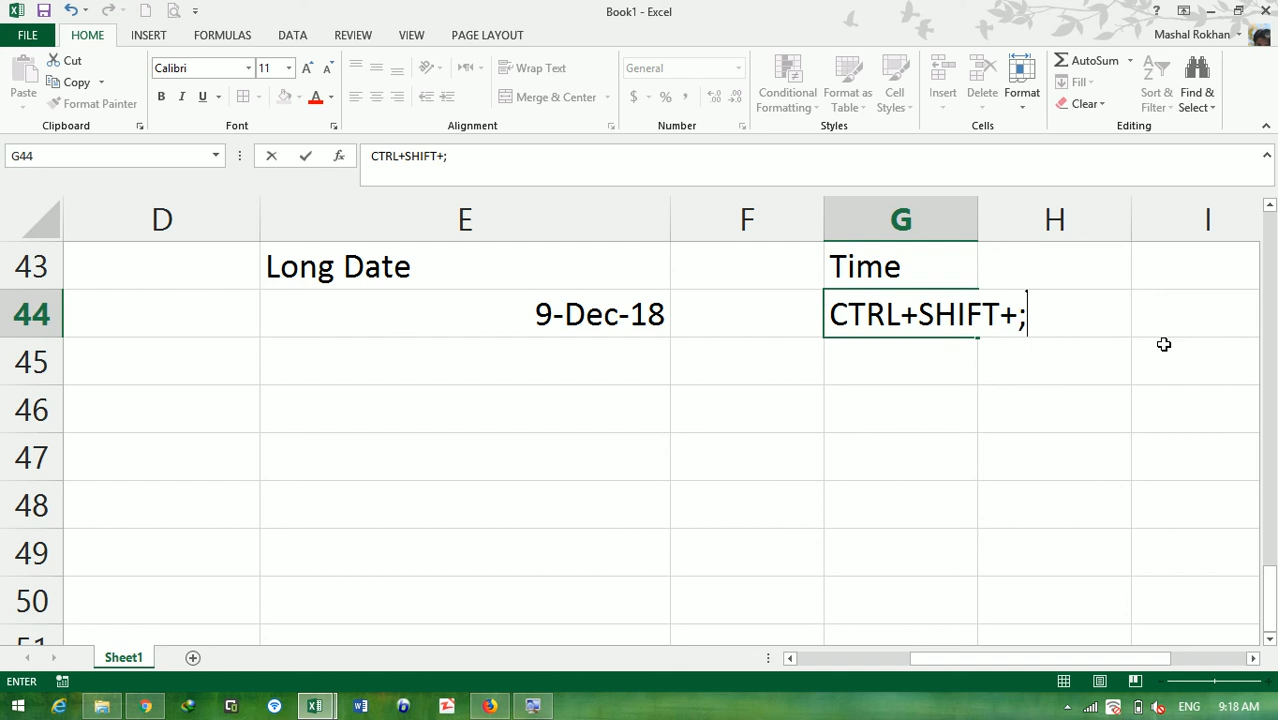 Book1 - Excel
?
FILE
HOME
INSERT
FORMULAS
DATA
REVIEW
VIEW
PAGE LAYOUT
Mashal Rokhan
Paste
Cut
Copy
Format Painter
Clipboard
Calibri
11
B I U
A
Font
Wrap Text
Merge & Center
Alignment
General
$ % ,
Number
Conditional Formatting
Format as Table
Cell Styles
Styles
Insert
Delete
Format
Cells
AutoSum
Fill
Clear
Sort & Filter
Find & Select
Editing
G44
fx
CTRL+SHIFT+;
D E F G H I
43 Long Date Time
44 9-Dec-18 CTRL+SHIFT+;
45
46
47
48
49
50
51
Sheet1
ENTER
ENG
9:18 AM